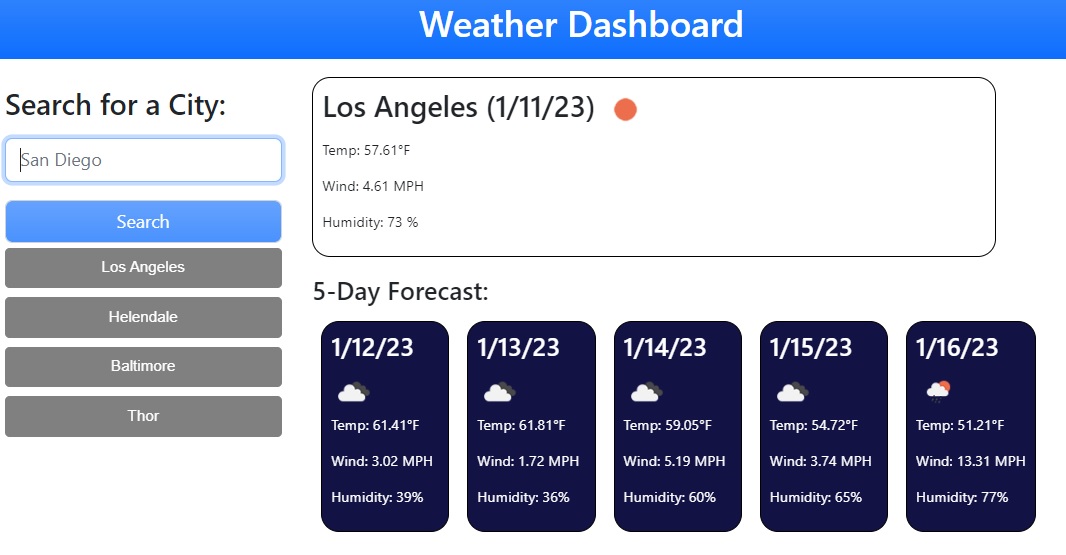 Weather Dashboard
Search for a City:
San Diego
Search
Los Angeles
Helendale
Baltimore
Thor
Los Angeles (1/11/23)
Temp: 57.61°F
Wind: 4.61 MPH
Humidity: 73 %
5-Day Forecast:
1/12/23
Temp: 61.41°F
Wind: 3.02 MPH
Humidity: 39%
1/13/23
Temp: 61.81°F
Wind: 1.72 MPH
Humidity: 36%
1/14/23
Temp: 59.05°F
Wind: 5.19 MPH
Humidity: 60%
1/15/23
Temp: 54.72°F
Wind: 3.74 MPH
Humidity: 65%
1/16/23
Temp: 51.21°F
Wind: 13.31 MPH
Humidity: 77%